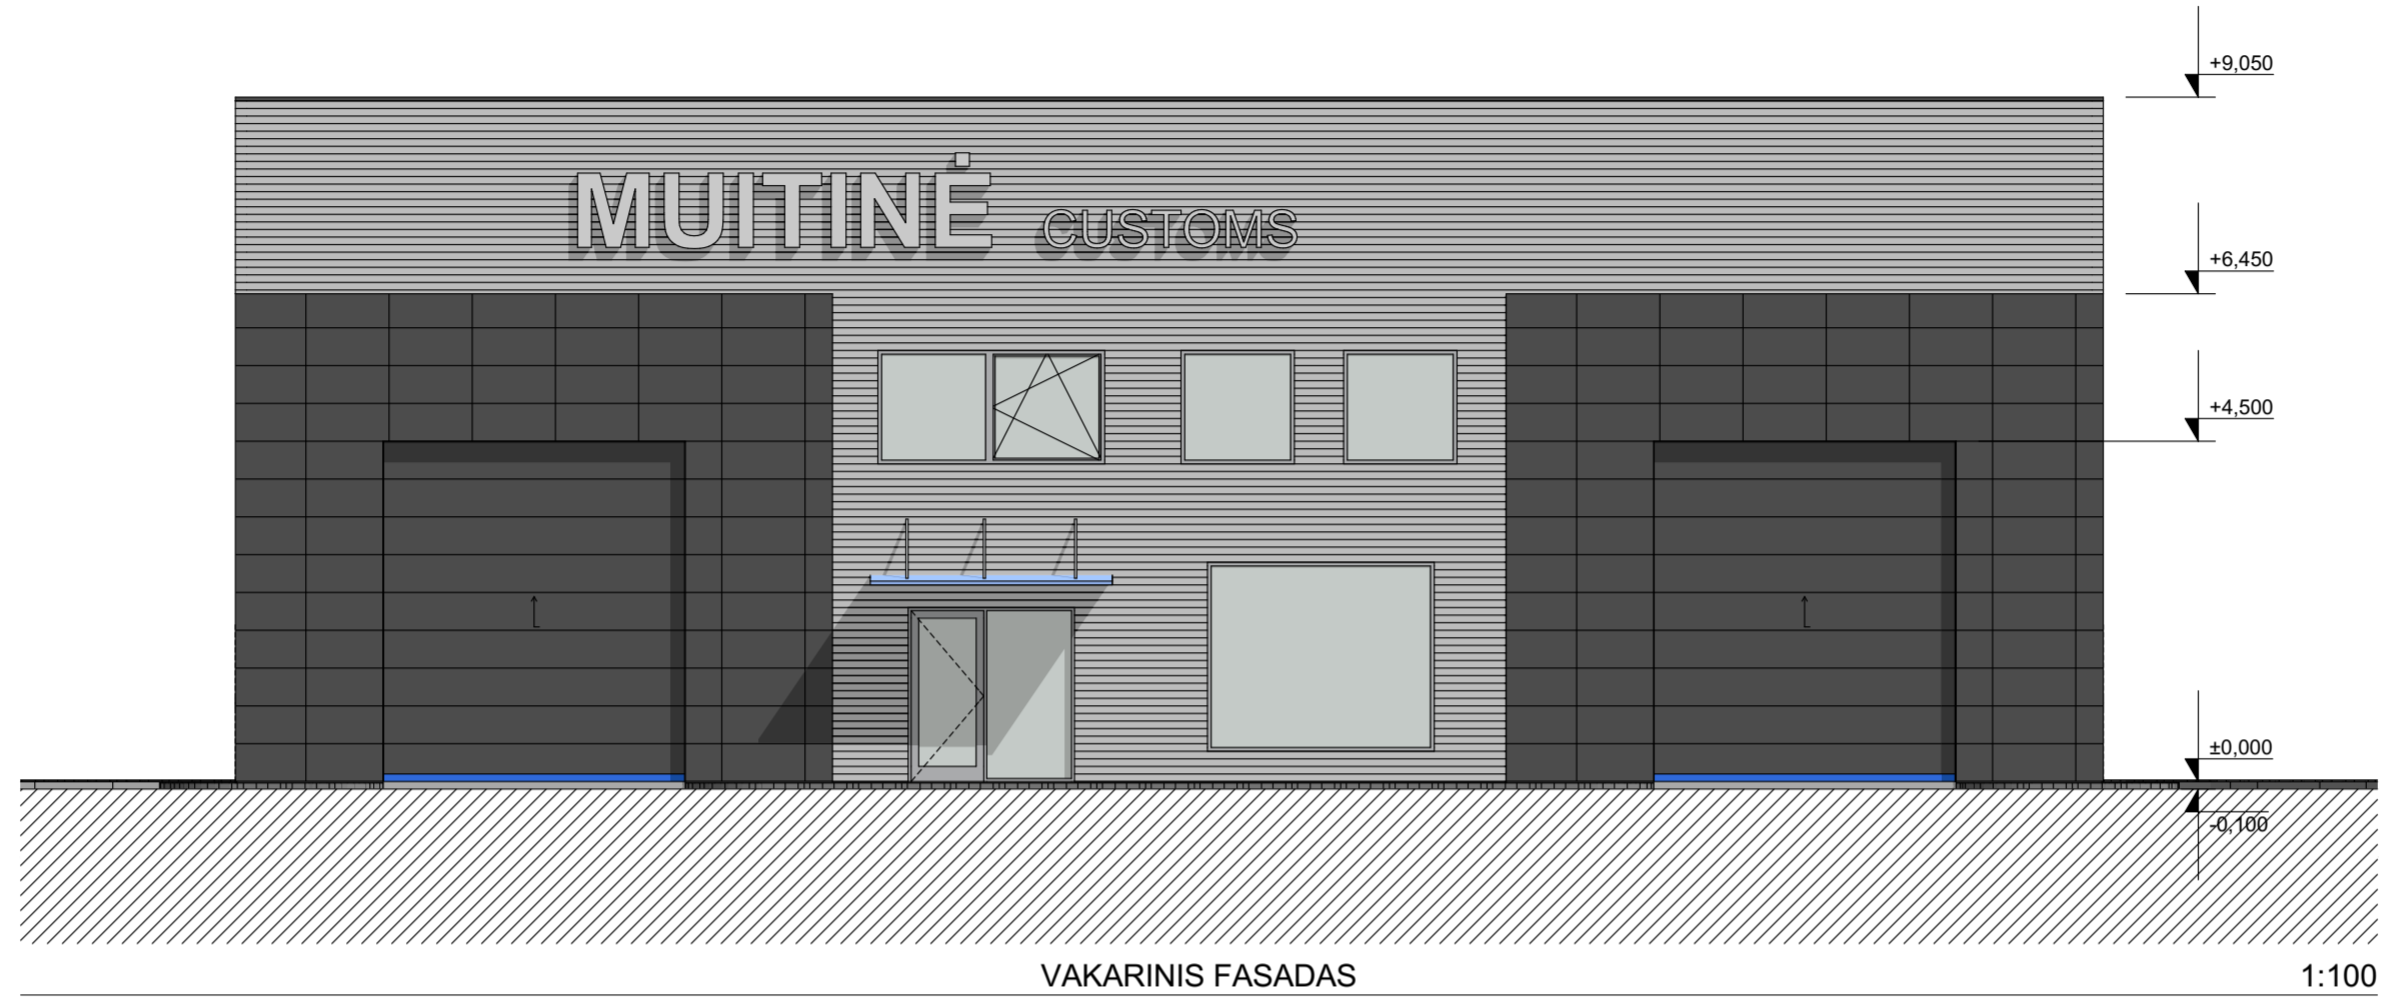 +9,050
MUITINĖ CUSTOMS
+6,450
+4,500
±0,000
-0,100
VAKARINIS FASADAS 1:100